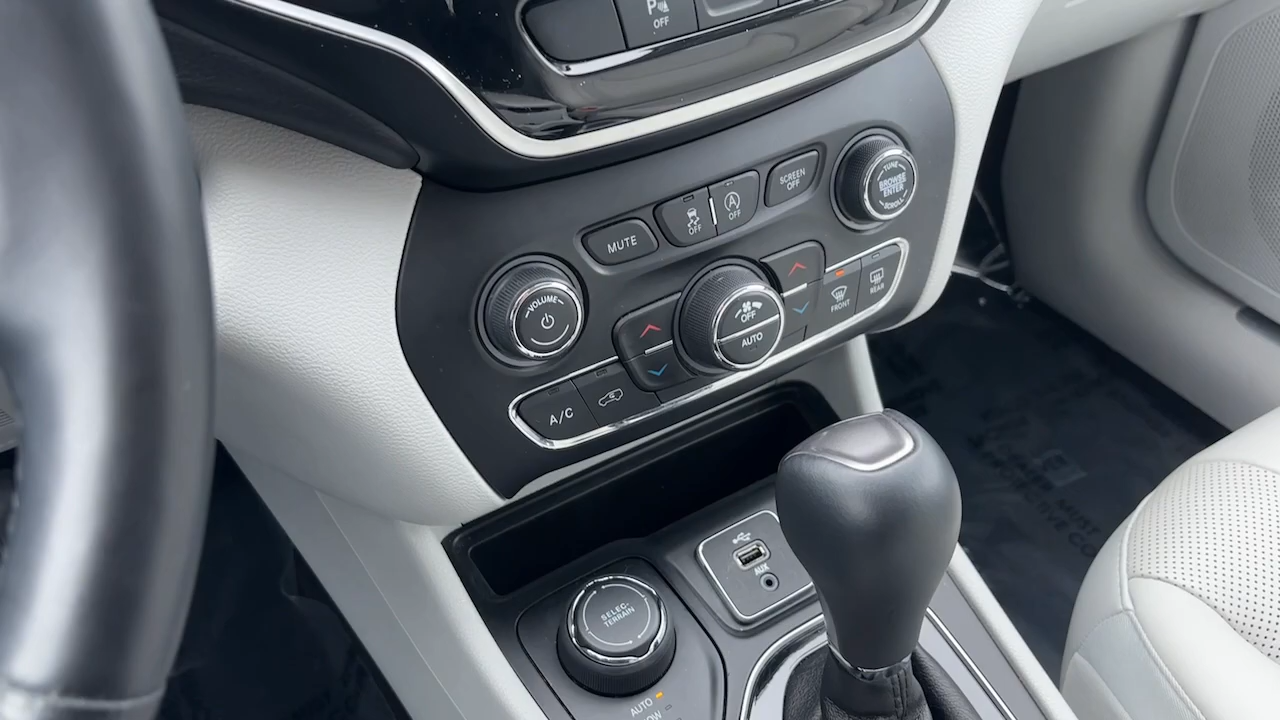 P
OFF
SCREEN
OFF
TUNE
BROWSE
ENTER
SCROLL
OFF
OFF
MUTE
VOLUME
OFF
AUTO
FRONT
REAR
A/C
AUX
SELEC-
TERRAIN
AUTO
MUST